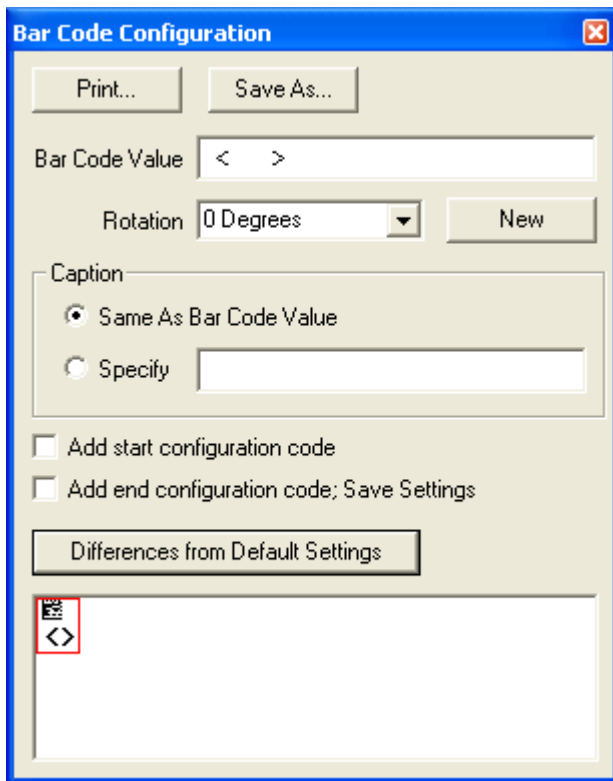 Bar Code Configuration
Print... Save As...
Bar Code Value < >
Rotation 0 Degrees New
Caption
Same As Bar Code Value
Specify
Add start configuration code
Add end configuration code; Save Settings
Differences from Default Settings
<>